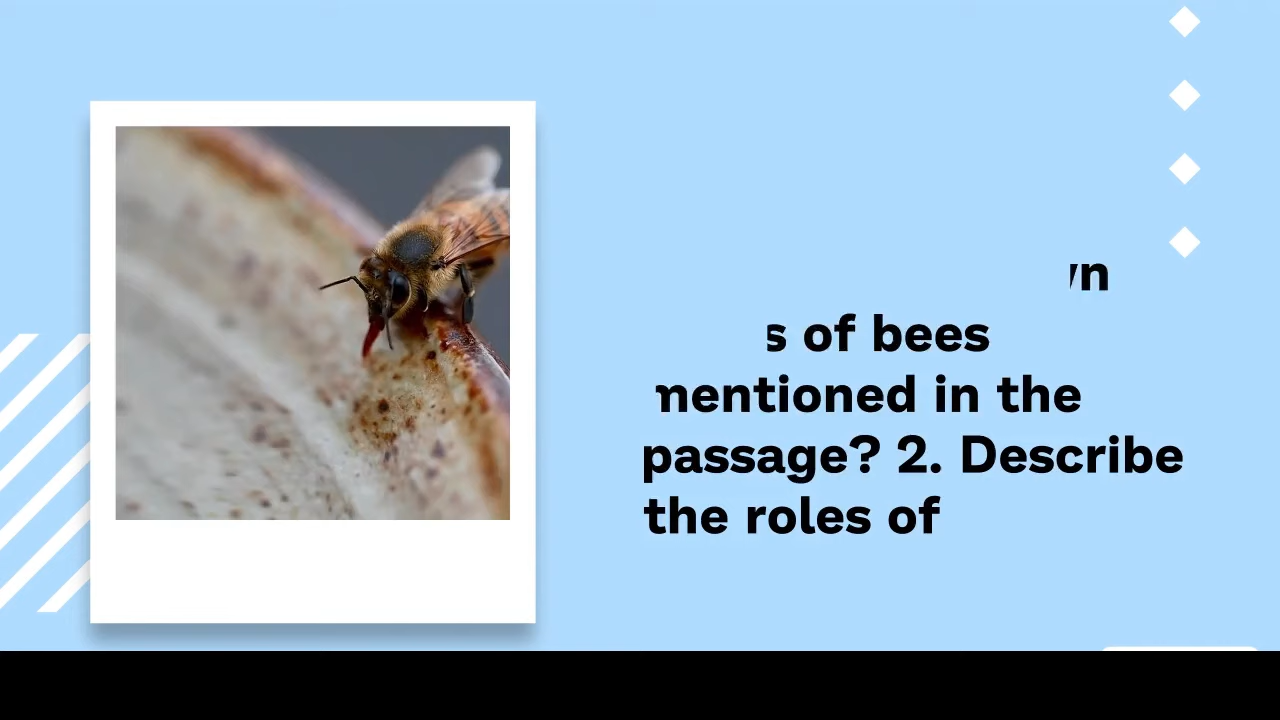 of bees
mentioned in the
passage? 2. Describe
the roles of